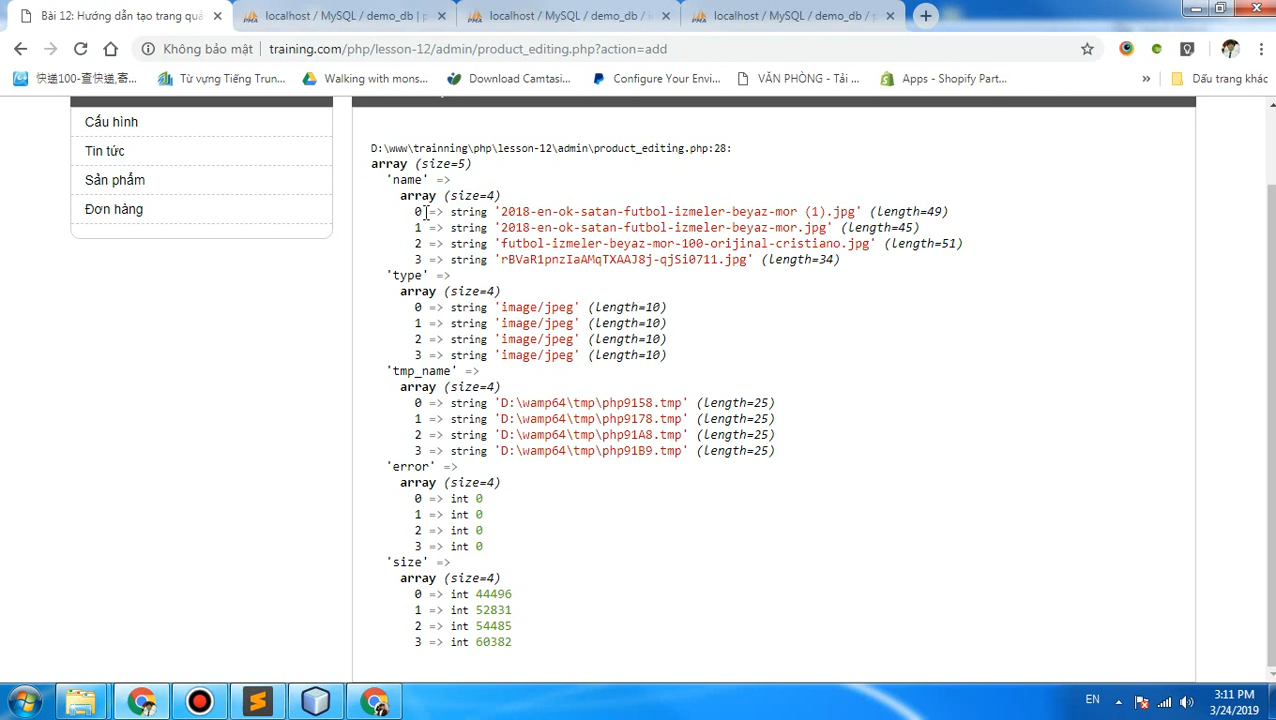 Bài 12: Hướng dẫn tạo trang quả
localhost / MySQL / demo_db | p
localhost / MySQL / demo_db / 
localhost / MySQL / demo_db / p
Không bảo mật
training.com/php/lesson-12/admin/product_editing.php?action=add
快递100-查快递,寄...
Từ vựng Tiếng Trun...
Walking with mons...
Download Camtasi...
Configure Your Envi...
VĂN PHÒNG - Tải ...
Apps - Shopify Part...
»
Dấu trang khác
Cấu hình
Tin tức
Sản phẩm
Đơn hàng
D:\www\trainning\php\lesson-12\admin\product_editing.php:28:
array (size=5)
'name' =>
array (size=4)
0 => string '2018-en-ok-satan-futbol-izmeler-beyaz-mor (1).jpg' (length=49)
1 => string '2018-en-ok-satan-futbol-izmeler-beyaz-mor.jpg' (length=45)
2 => string 'futbol-izmeler-beyaz-mor-100-orijinal-cristiano.jpg' (length=51)
3 => string 'rBVaR1pnzIaAMqTXAAJ8j-qjSi0711.jpg' (length=34)
'type' =>
array (size=4)
0 => string 'image/jpeg' (length=10)
1 => string 'image/jpeg' (length=10)
2 => string 'image/jpeg' (length=10)
3 => string 'image/jpeg' (length=10)
'tmp_name' =>
array (size=4)
0 => string 'D:\wamp64\tmp\php9158.tmp' (length=25)
1 => string 'D:\wamp64\tmp\php9178.tmp' (length=25)
2 => string 'D:\wamp64\tmp\php91A8.tmp' (length=25)
3 => string 'D:\wamp64\tmp\php91B9.tmp' (length=25)
'error' =>
array (size=4)
0 => int 0
1 => int 0
2 => int 0
3 => int 0
'size' =>
array (size=4)
0 => int 44496
1 => int 52831
2 => int 54485
3 => int 60382
EN
3:11 PM
3/24/2019